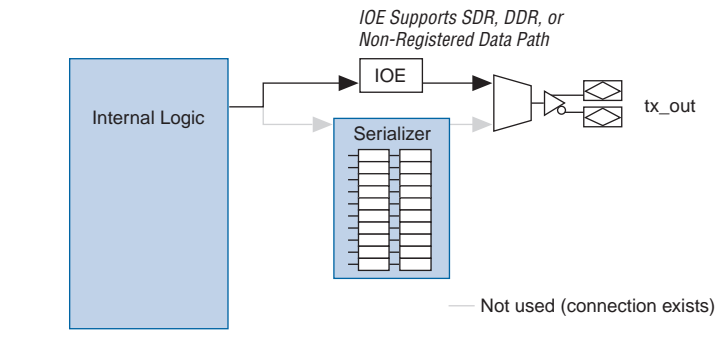 IOE Supports SDR, DDR, or
Non-Registered Data Path
IOE
Internal Logic
tx_out
Serializer
Not used (connection exists)